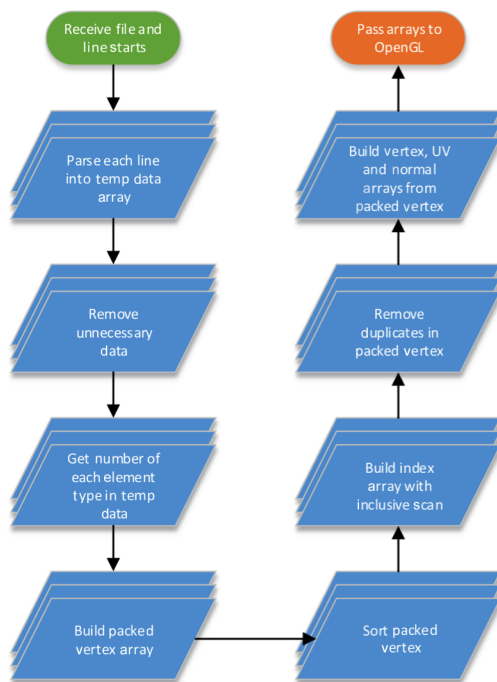 Receive file and
line starts
Parse each line
into temp data
array
Remove
unnecessary
data
Get number of
each element
type in temp
data
Build packed
vertex array
Sort packed
vertex
Build index
array with
inclusive scan
Remove
duplicates in
packed vertex
Build vertex, UV
and normal
arrays from
packed vertex
Pass arrays to
OpenGL